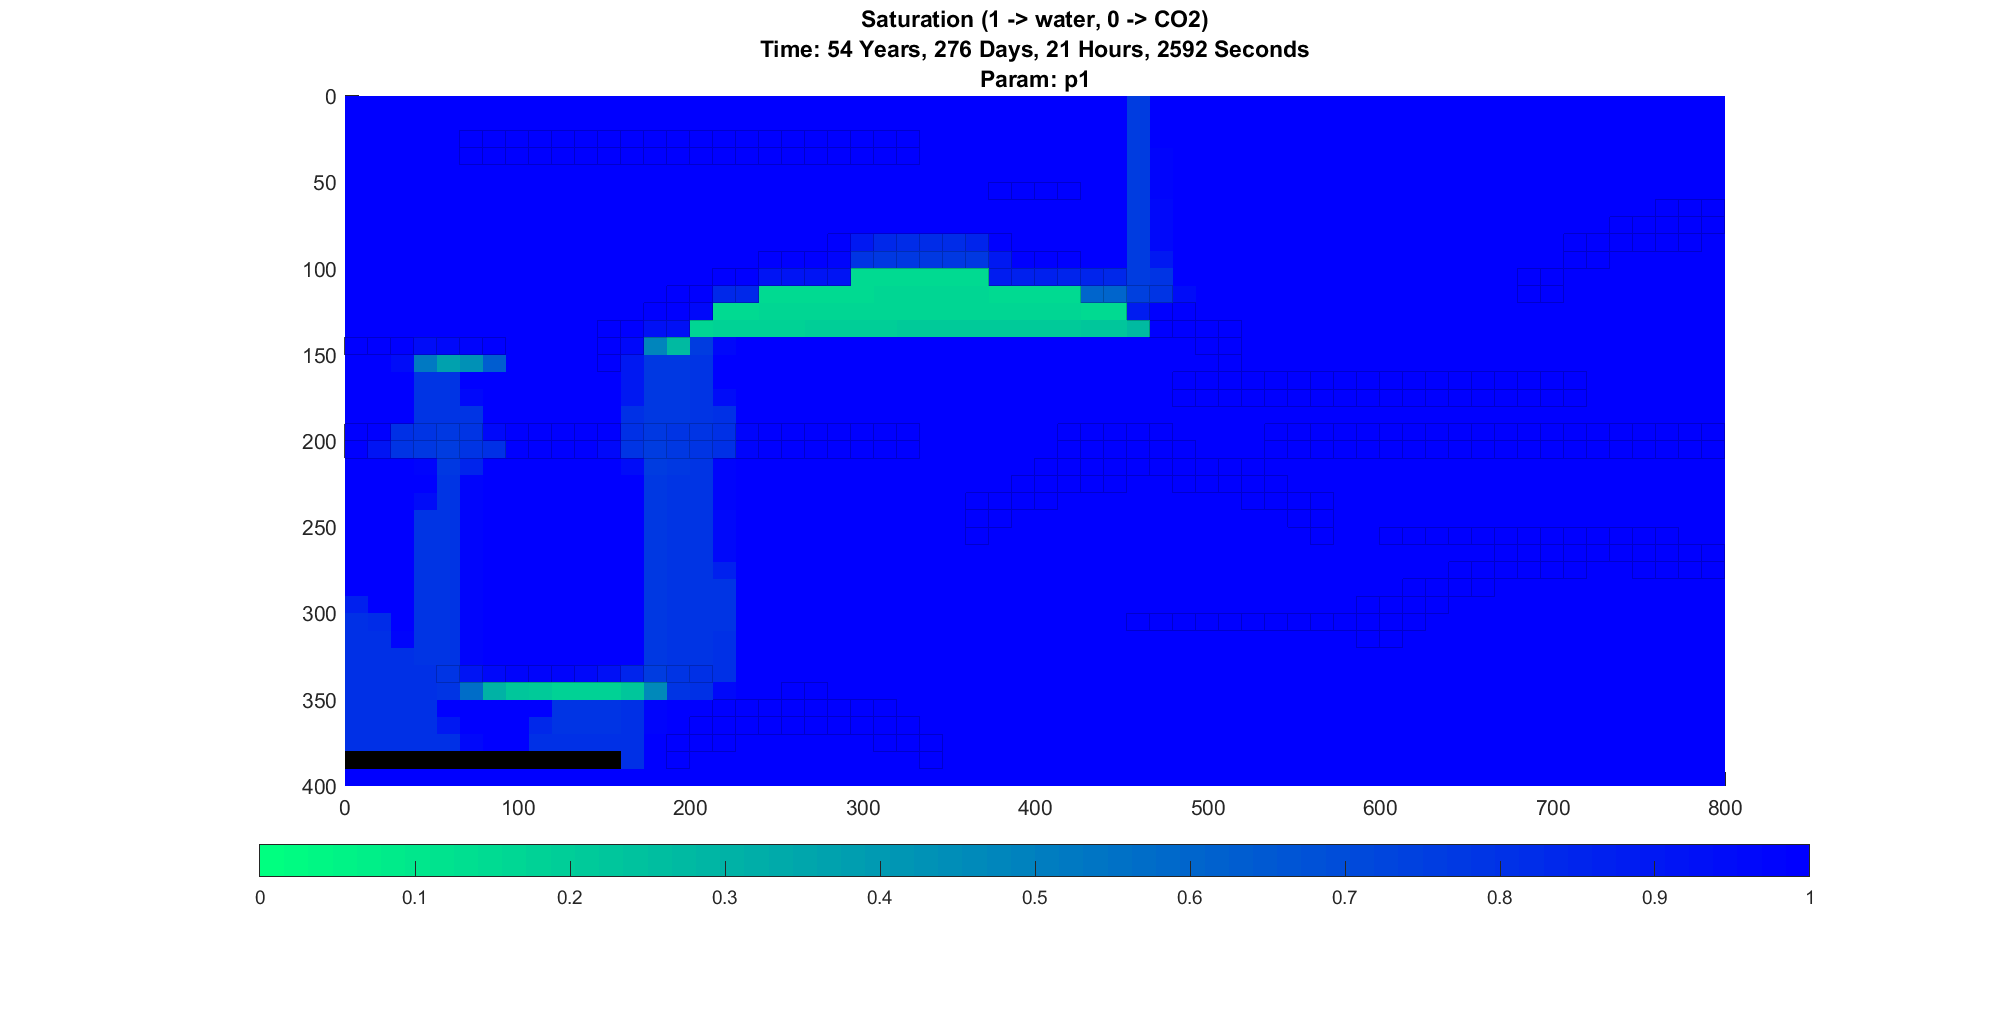 Saturation (1 -> water, 0 -> CO2)
Time: 54 Years, 276 Days, 21 Hours, 2592 Seconds
Param: p1
0
50
100
150
200
250
300
350
400
0 100 200 300 400 500 600 700 800
0 0.1 0.2 0.3 0.4 0.5 0.6 0.7 0.8 0.9 1